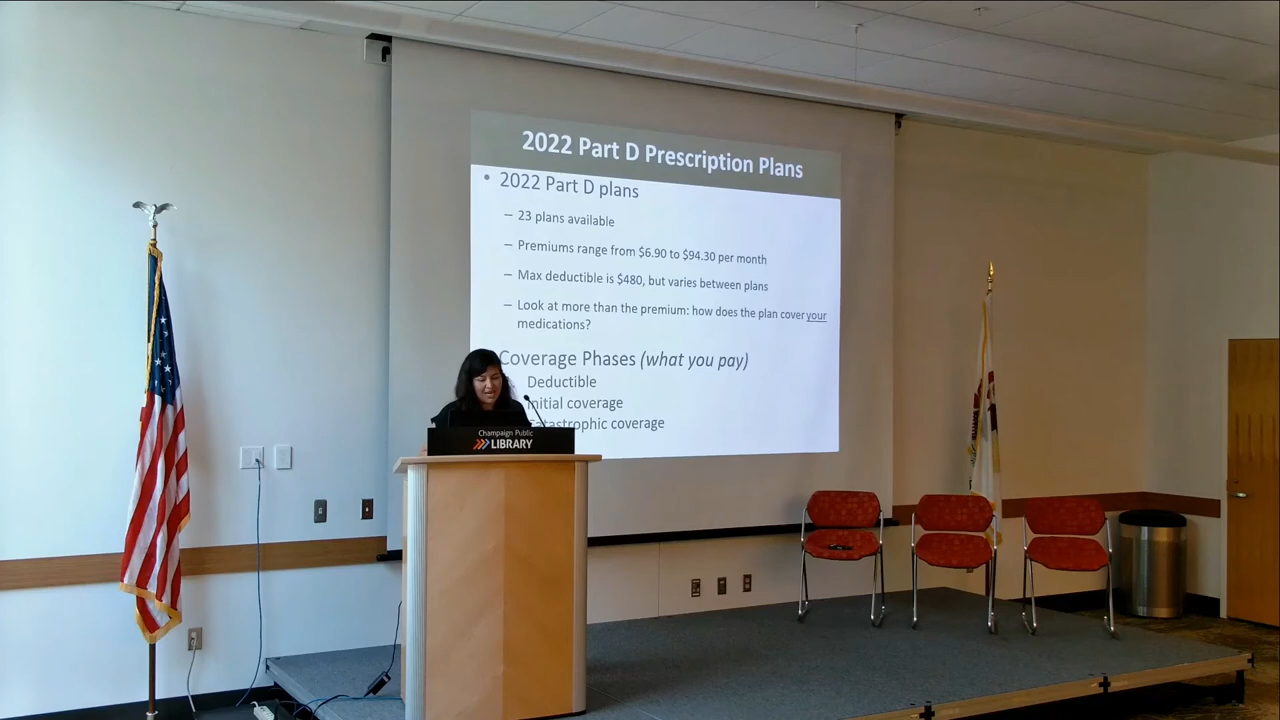 2022 Part D Prescription Plans
• 2022 Part D plans
– 23 plans available
– Premiums range from $6.90 to $94.30 per month
– Max deductible is $480, but varies between plans
– Look at more than the premium: how does the plan cover your
medications?
Coverage Phases (what you pay)
Deductible
Initial coverage
catastrophic coverage
Champaign Public
LIBRARY